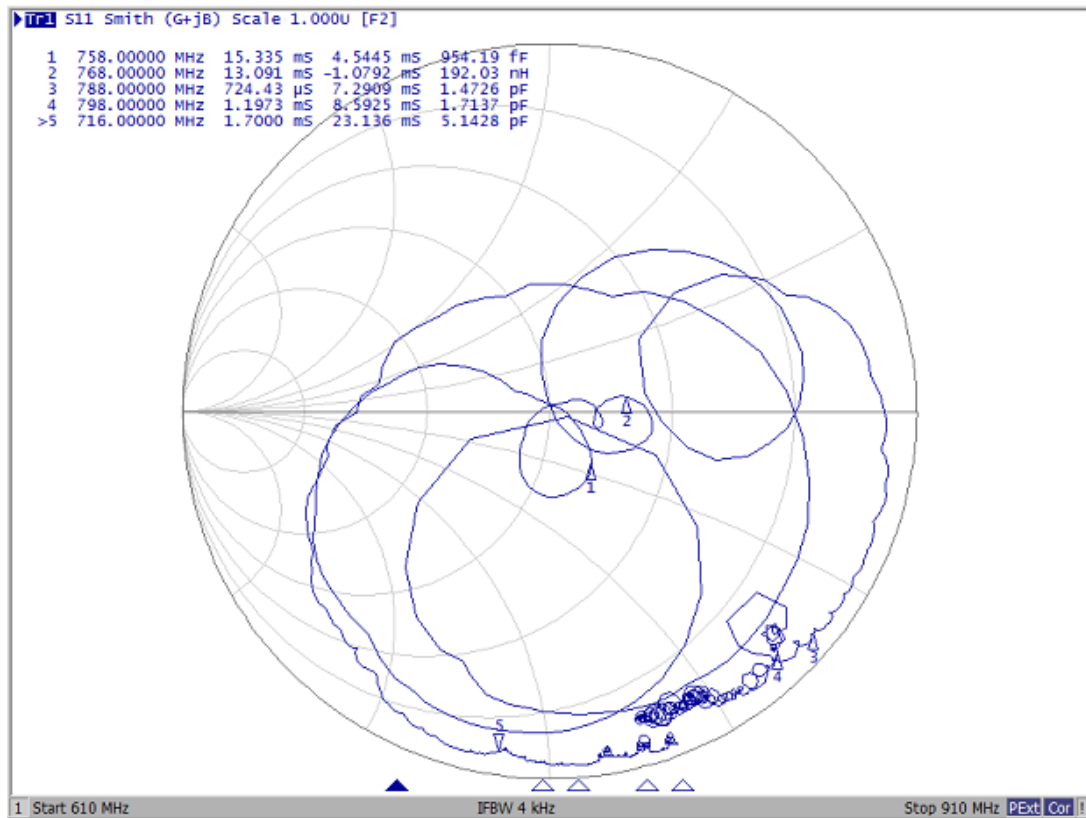 Tr1 S11 Smith (G+jB) Scale 1.000U [F2]
1 758.00000 MHz 15.335 mS 4.5445 mS 954.19 fF
2 768.00000 MHz 13.091 mS -1.0792 mS 192.03 nH
3 788.00000 MHz 724.43 µS 7.2909 mS 1.4726 pF
4 798.00000 MHz 1.1973 mS 8.5925 mS 1.7137 pF
>5 716.00000 MHz 1.7000 mS 23.136 mS 5.1428 pF
2
1
3
4
5
1 Start 610 MHz IFBW 4 kHz Stop 910 MHz PExt Cor !